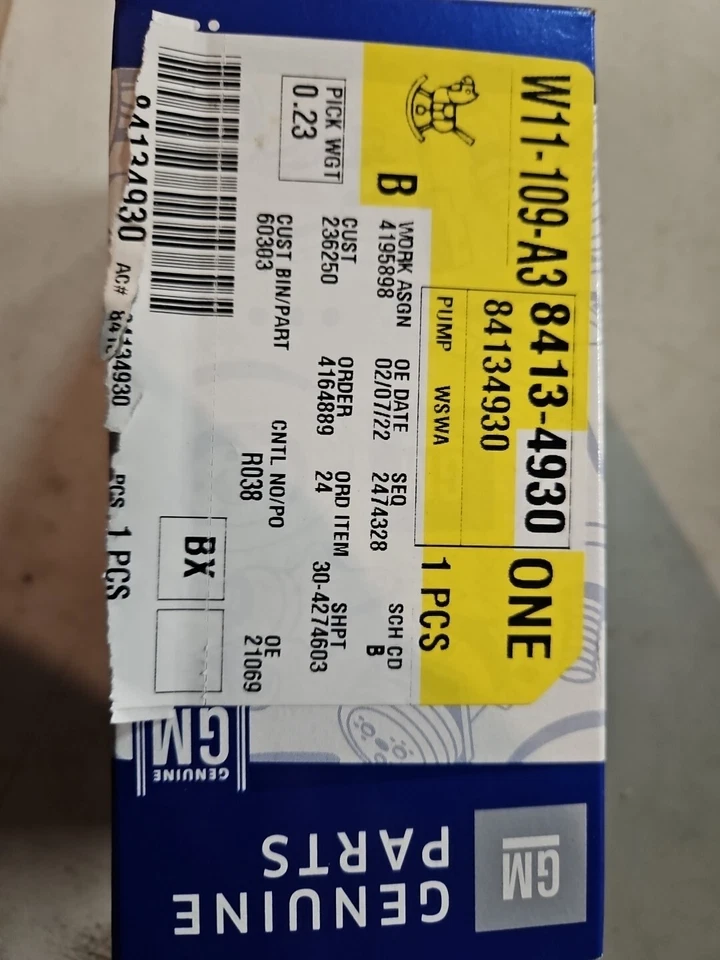 W11-109-A3 8413-4930 ONE
84134930
PUMP WSWA
1 PCS
B
WORK ASGN
4195898
OE DATE
02/07/22
SEQ
2474328
SCH CD
B
PICK WGT
0.23
CUST
236250
ORDER
4164889
ORD ITEM
24
SHPT
30-4274603
CUST BIN/PART
60303
CNTL NO/PO
R038
OE
21069
BX
84134930 AC# 84134930
PCS 1 PCS
GM
GENUINE
GM
GENUINE
PARTS